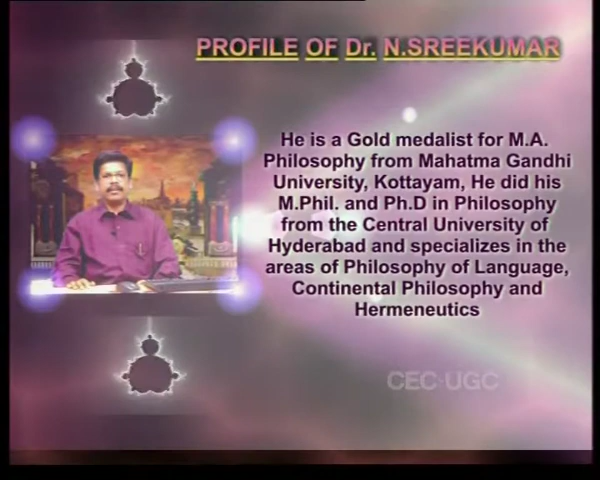 PROFILE OF Dr. N.SREEKUMAR
He is a Gold medalist for M.A.
Philosophy from Mahatma Gandhi
University, Kottayam, He did his
M.Phil. and Ph.D in Philosophy
from the Central University of
Hyderabad and specializes in the
areas of Philosophy of Language,
Continental Philosophy and
Hermeneutics
CEC-UGC